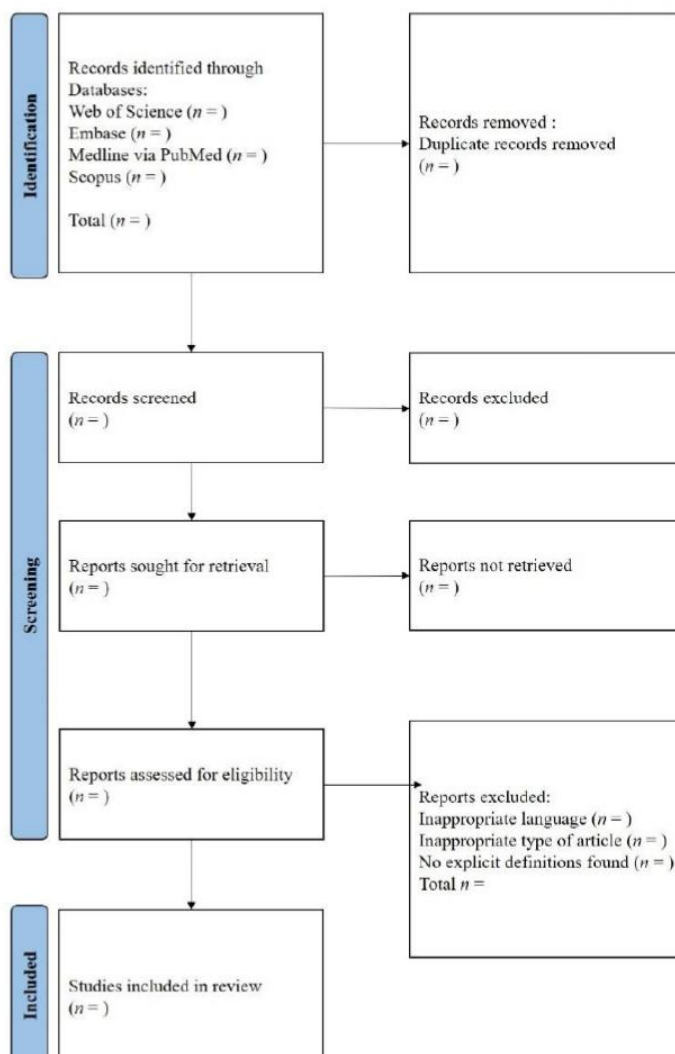 Identification
Records identified through
Databases:
Web of Science (n = )
Embase (n = )
Medline via PubMed (n = )
Scopus (n = )
Total (n = )
Records removed :
Duplicate records removed
(n = )
Screening
Records screened
(n = )
Records excluded
(n = )
Reports sought for retrieval
(n = )
Reports not retrieved
(n = )
Reports assessed for eligibility
(n = )
Reports excluded:
Inappropriate language (n = )
Inappropriate type of article (n = )
No explicit definitions found (n = )
Total n =
Included
Studies included in review
(n = )